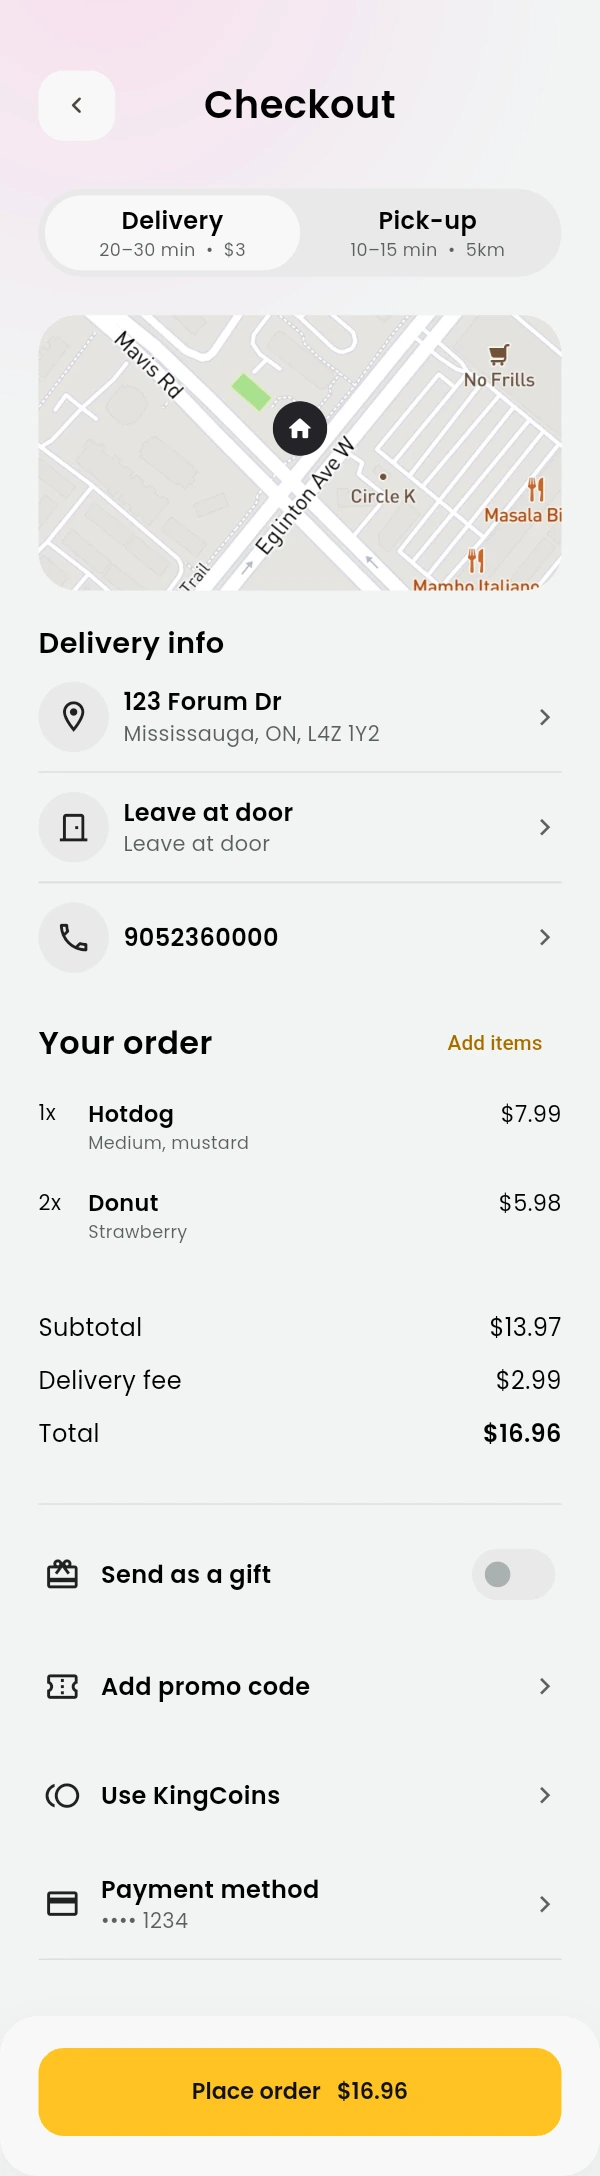 Checkout
Delivery
20–30 min • $3
Pick-up
10–15 min • 5km
Mavis Rd
No Frills
Eglinton Ave W
Circle K
Masala Bi
Trail
Mambo Italiano
Delivery info
123 Forum Dr
Mississauga, ON, L4Z 1Y2
Leave at door
Leave at door
9052360000
Your order
Add items
1x Hotdog $7.99
Medium, mustard
2x Donut $5.98
Strawberry
Subtotal $13.97
Delivery fee $2.99
Total $16.96
Send as a gift
Add promo code
Use KingCoins
Payment method
•••• 1234
Place order $16.96